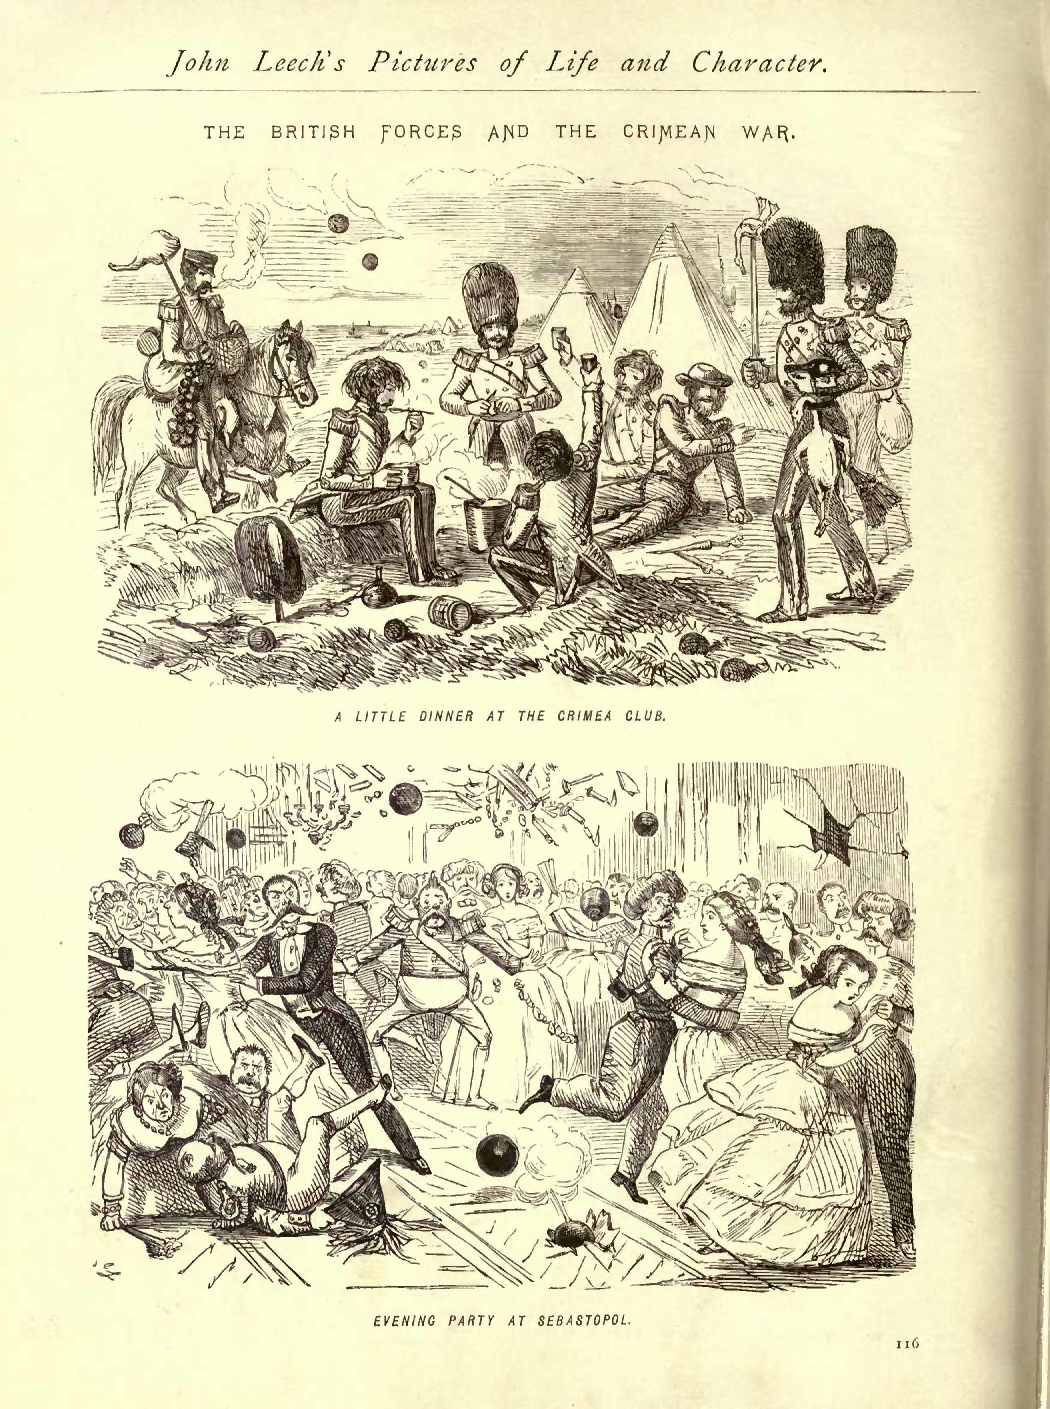 John Leech's Pictures of Life and Character.
THE BRITISH FORCES AND THE CRIMEAN WAR.
A LITTLE DINNER AT THE CRIMEA CLUB.
EVENING PARTY AT SEBASTOPOL.
116